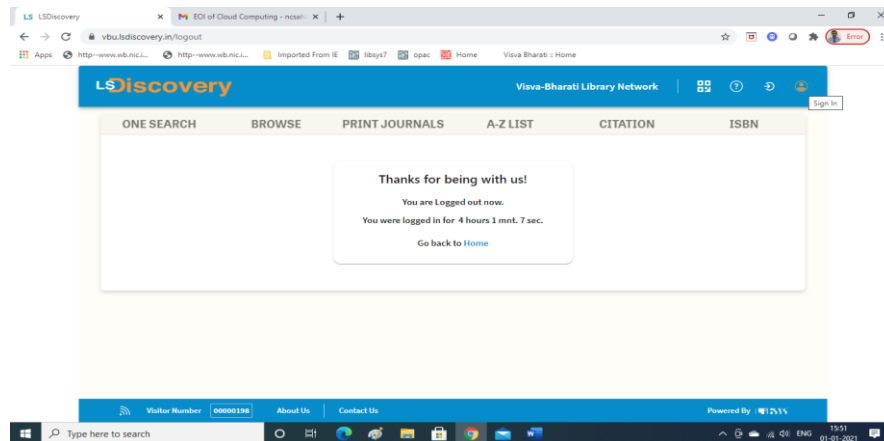 LS LSDiscovery
EOI of Cloud Computing - ncsah
vbu.lsdiscovery.in/logout
Error
Apps http--www.wb.nic.i... http--www.wb.nic.i... Imported From IE libsys7 opac Home Visva Bharati :: Home
LSDiscovery
Visva-Bharati Library Network
Sign In
ONE SEARCH BROWSE PRINT JOURNALS A-Z LIST CITATION ISBN
Thanks for being with us!
You are Logged out now.
You were logged in for 4 hours 1 mnt. 7 sec.
Go back to Home
Visitor Number 00000198 About Us Contact Us Powered By
Type here to search
ENG
15:51
01-01-2021